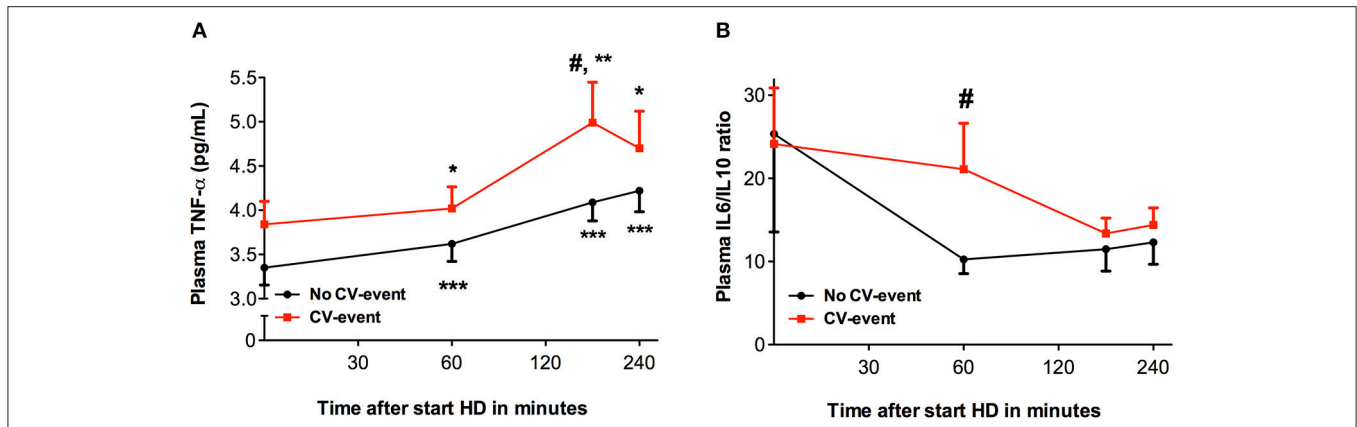 A
Plasma TNF-α (pg/mL)
5.5
5.0
4.5
4.0
3.5
3.0
0
#, **
*
*
***
***
***
No CV-event
CV-event
30
60
120
240
Time after start HD in minutes
B
Plasma IL6/IL10 ratio
30
20
10
0
#
No CV-event
CV-event
30
60
120
240
Time after start HD in minutes